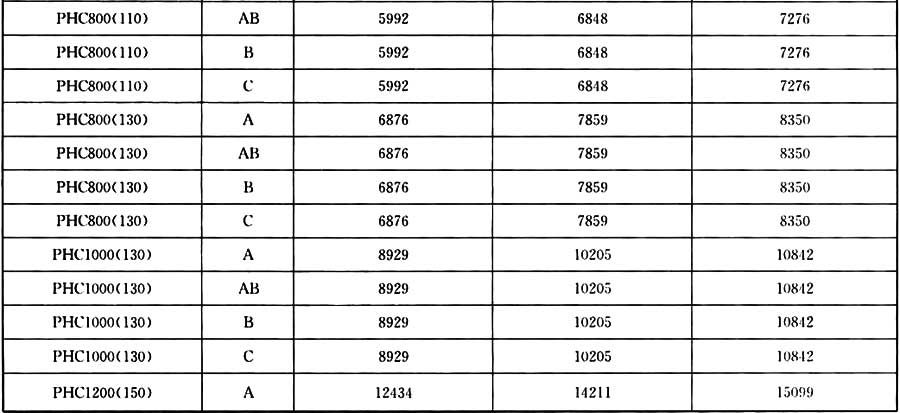 PHC800(110) AB 5992 6848 7276
PHC800(110) B 5992 6848 7276
PHC800(110) C 5992 6848 7276
PHC800(130) A 6876 7859 8350
PHC800(130) AB 6876 7859 8350
PHC800(130) B 6876 7859 8350
PHC800(130) C 6876 7859 8350
PHC1000(130) A 8929 10205 10842
PHC1000(130) AB 8929 10205 10842
PHC1000(130) B 8929 10205 10842
PHC1000(130) C 8929 10205 10842
PHC1200(150) A 12434 14211 15099